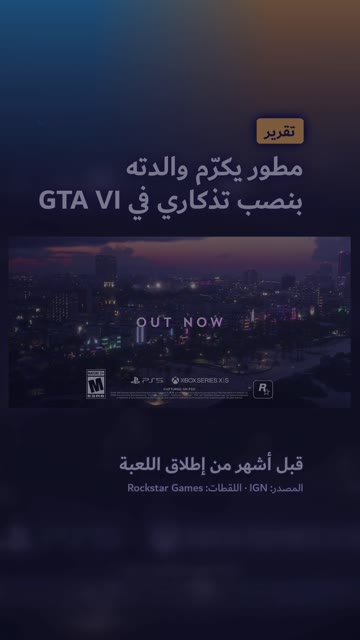 تقرير
مطور يكرّم والدته
بنصب تذكاري في GTA VI
OUT NOW
M
PS5 XBOX SERIES X|S
R
قبل أشهر من إطلاق اللعبة
المصدر: IGN · اللقطات: Rockstar Games